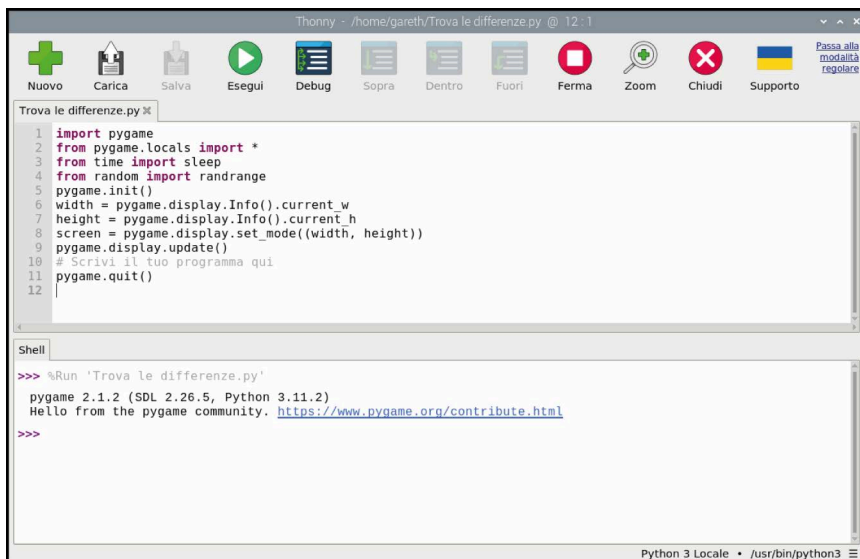 Thonny - /home/gareth/Trova le differenze.py @ 12:1
Nuovo Carica Salva Esegui Debug Sopra Dentro Fuori Ferma Zoom Chiudi Supporto
Passa alla
modalità
regolare
Trova le differenze.py
1 import pygame
2 from pygame.locals import *
3 from time import sleep
4 from random import randrange
5 pygame.init()
6 width = pygame.display.Info().current_w
7 height = pygame.display.Info().current_h
8 screen = pygame.display.set_mode((width, height))
9 pygame.display.update()
10 # Scrivi il tuo programma qui
11 pygame.quit()
12
Shell
>>> %Run 'Trova le differenze.py'
pygame 2.1.2 (SDL 2.26.5, Python 3.11.2)
Hello from the pygame community. https://www.pygame.org/contribute.html
>>>
Python 3 Locale • /usr/bin/python3